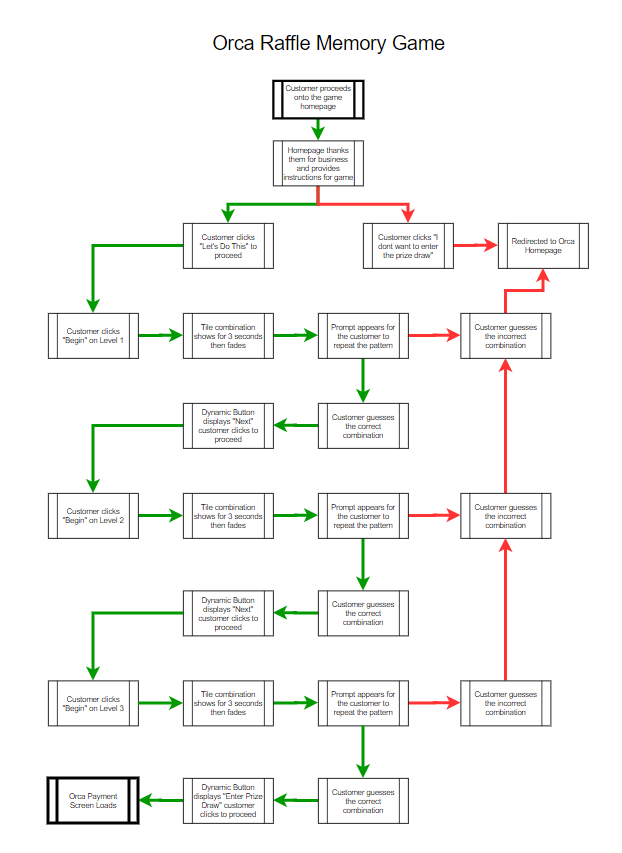 Orca Raffle Memory Game
Customer proceeds
onto the game
homepage
Homepage thanks
them for business
and provides
instructions for game
Customer clicks
"Let's Do This" to
proceed
Customer clicks "I
dont want to enter
the prize draw"
Redirected to Orca
Homepage
Customer clicks
"Begin" on Level 1
Tile combination
shows for 3 seconds
then fades
Prompt appears for
the customer to
repeat the pattern
Customer guesses
the incorrect
combination
Dynamic Button
displays "Next"
customer clicks to
proceed
Customer guesses
the correct
combination
Customer clicks
"Begin" on Level 2
Tile combination
shows for 3 seconds
then fades
Prompt appears for
the customer to
repeat the pattern
Customer guesses
the incorrect
combination
Dynamic Button
displays "Next"
customer clicks to
proceed
Customer guesses
the correct
combination
Customer clicks
"Begin" on Level 3
Tile combination
shows for 3 seconds
then fades
Prompt appears for
the customer to
repeat the pattern
Customer guesses
the incorrect
combination
Orca Payment
Screen Loads
Dynamic Button
displays "Enter Prize
Draw" customer
clicks to proceed
Customer guesses
the correct
combination